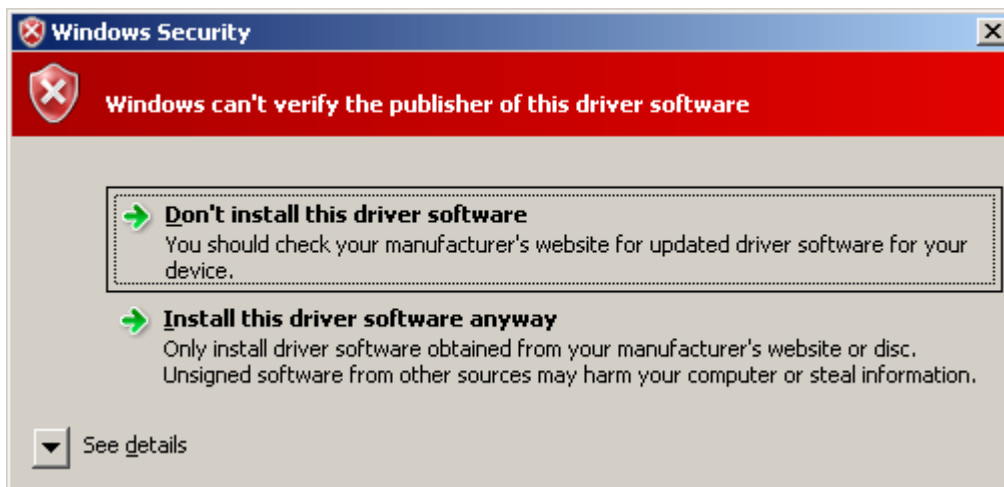 Windows Security
Windows can't verify the publisher of this driver software
Don't install this driver software
You should check your manufacturer's website for updated driver software for your
device.
Install this driver software anyway
Only install driver software obtained from your manufacturer's website or disc.
Unsigned software from other sources may harm your computer or steal information.
See details